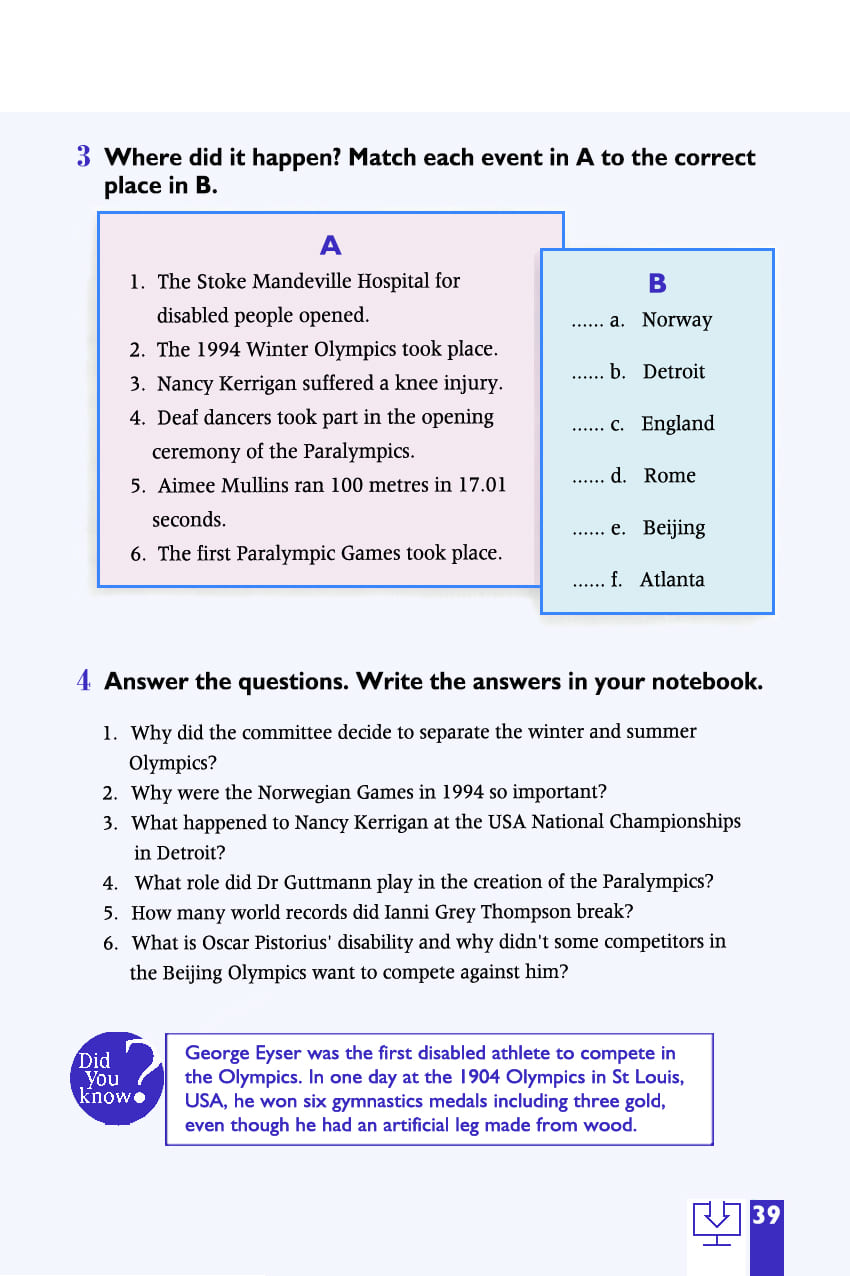 3 Where did it happen? Match each event in A to the correct
place in B.
A
1. The Stoke Mandeville Hospital for
disabled people opened.
2. The 1994 Winter Olympics took place.
3. Nancy Kerrigan suffered a knee injury.
4. Deaf dancers took part in the opening
ceremony of the Paralympics.
5. Aimee Mullins ran 100 metres in 17.01
seconds.
6. The first Paralympic Games took place.
B
...... a. Norway
...... b. Detroit
...... c. England
...... d. Rome
...... e. Beijing
...... f. Atlanta
4 Answer the questions. Write the answers in your notebook.
1. Why did the committee decide to separate the winter and summer
Olympics?
2. Why were the Norwegian Games in 1994 so important?
3. What happened to Nancy Kerrigan at the USA National Championships
in Detroit?
4. What role did Dr Guttmann play in the creation of the Paralympics?
5. How many world records did Ianni Grey Thompson break?
6. What is Oscar Pistorius' disability and why didn't some competitors in
the Beijing Olympics want to compete against him?
Did
You
know?
George Eyser was the first disabled athlete to compete in
the Olympics. In one day at the 1904 Olympics in St Louis,
USA, he won six gymnastics medals including three gold,
even though he had an artificial leg made from wood.
39